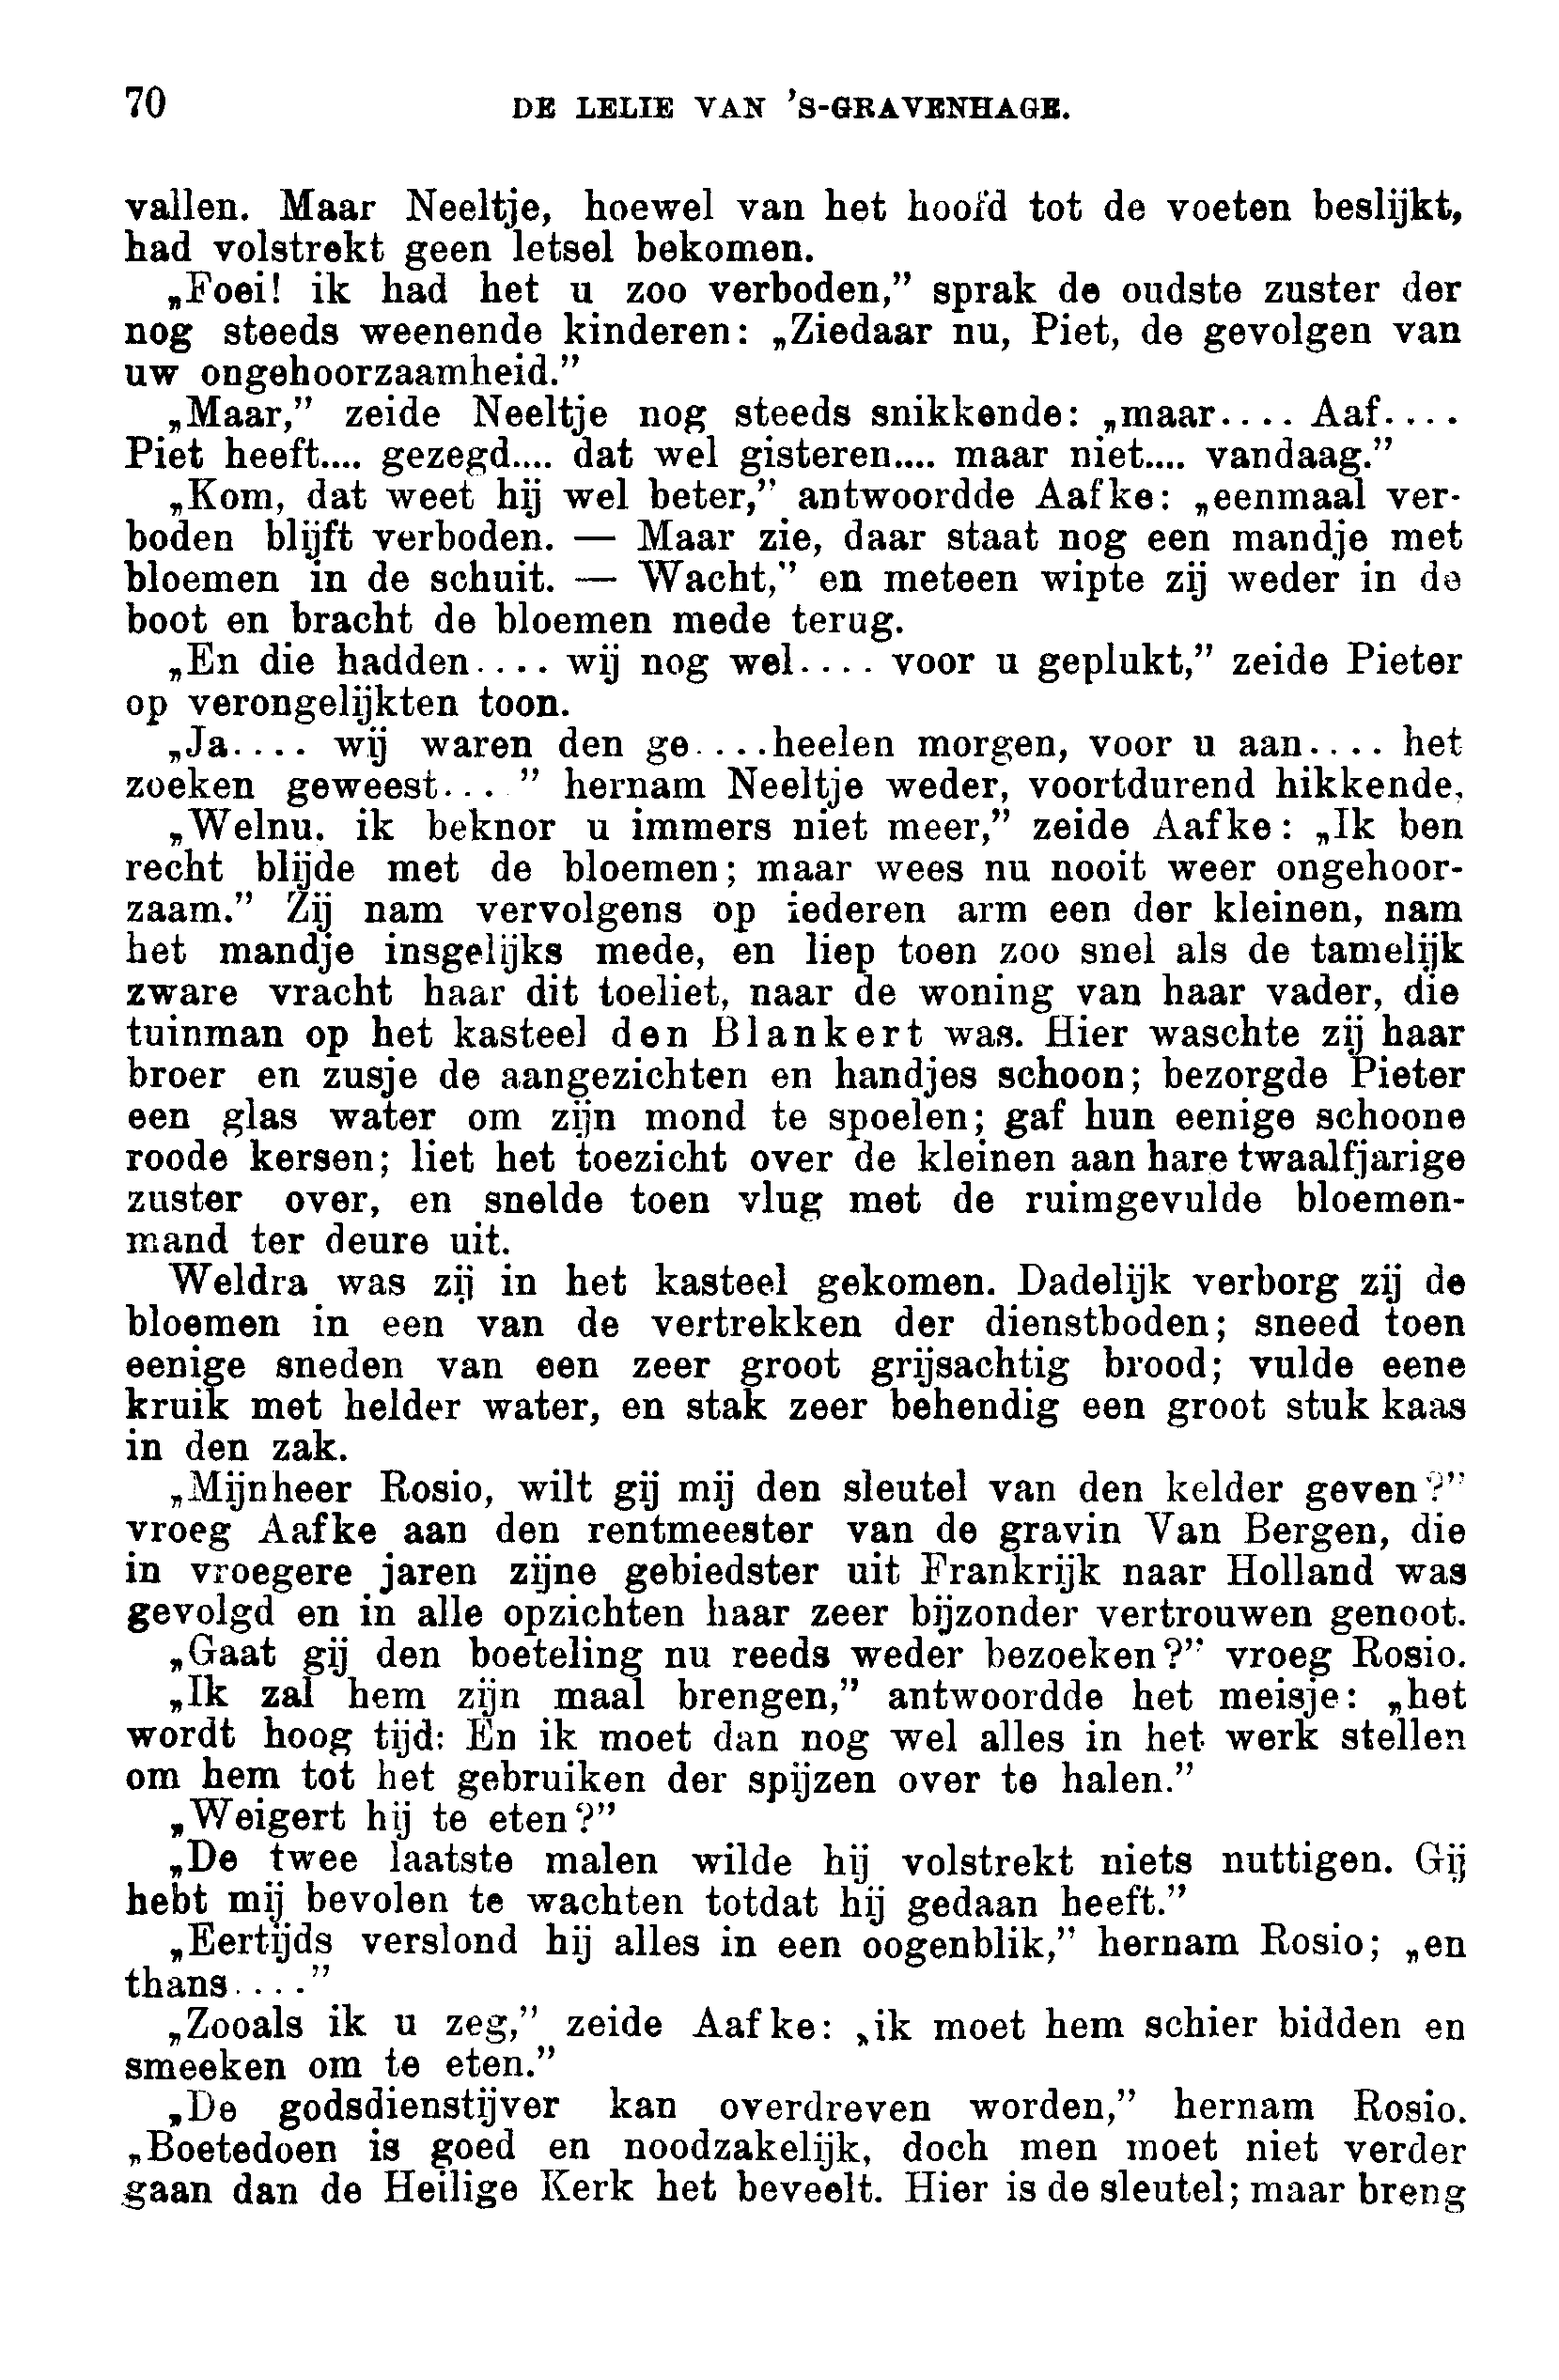 70 DE LELIE VAN 'S-GRAVENHAGE.
vallen. Maar Neeltje, hoewel van het hoofd tot de voeten beslijkt,
had volstrekt geen letsel bekomen.
„Foei! ik had het u zoo verboden,” sprak de oudste zuster der
nog steeds weenende kinderen: „Ziedaar nu, Piet, de gevolgen van
uw ongehoorzaamheid.”
„Maar,” zeide Neeltje nog steeds snikkende: „maar.... Aaf....
Piet heeft.... gezegd.... dat wel gisteren.... maar niet.... vandaag.”
„Kom, dat weet hij wel beter,” antwoordde Aafke: „eenmaal ver-
boden blijft verboden. — Maar zie, daar staat nog een mandje met
bloemen in de schuit. — Wacht,” en meteen wipte zij weder in de
boot en bracht de bloemen mede terug.
„En die hadden.... wij nog wel.... voor u geplukt,” zeide Pieter
op verongelijkten toon.
„Ja.... wij waren den ge....heelen morgen, voor u aan.... het
zoeken geweest... ” hernam Neeltje weder, voortdurend hikkende.
„Welnu. ik beknor u immers niet meer,” zeide Aafke: „Ik ben
recht blijde met de bloemen; maar wees nu nooit weer ongehoor-
zaam.” Zij nam vervolgens op iederen arm een der kleinen, nam
het mandje insgelijks mede, en liep toen zoo snel als de tamelijk
zware vracht haar dit toeliet, naar de woning van haar vader, die
tuinman op het kasteel den Blankert was. Hier waschte zij haar
broer en zusje de aangezichten en handjes schoon; bezorgde Pieter
een glas water om zijn mond te spoelen; gaf hun eenige schoone
roode kersen; liet het toezicht over de kleinen aan hare twaalfjarige
zuster over, en snelde toen vlug met de ruimgevulde bloemen-
mand ter deure uit.
Weldra was zij in het kasteel gekomen. Dadelijk verborg zij de
bloemen in een van de vertrekken der dienstboden; sneed toen
eenige sneden van een zeer groot grijsachtig brood; vulde eene
kruik met helder water, en stak zeer behendig een groot stuk kaas
in den zak.
„Mijnheer Rosio, wilt gij mij den sleutel van den kelder geven?”
vroeg Aafke aan den rentmeester van de gravin Van Bergen, die
in vroegere jaren zijne gebiedster uit Frankrijk naar Holland was
gevolgd en in alle opzichten haar zeer bijzonder vertrouwen genoot.
„Gaat gij den boeteling nu reeds weder bezoeken?” vroeg Rosio.
„Ik zal hem zijn maal brengen,” antwoordde het meisje: „het
wordt hoog tijd: En ik moet dan nog wel alles in het werk stellen
om hem tot het gebruiken der spijzen over te halen.”
„Weigert hij te eten?”
„De twee laatste malen wilde hij volstrekt niets nuttigen. Gij
hebt mij bevolen te wachten totdat hij gedaan heeft.”
„Eertijds verslond hij alles in een oogenblik,” hernam Rosio; „en
thans....”
„Zooals ik u zeg,” zeide Aafke: „ik moet hem schier bidden en
smeeken om te eten.”
„De godsdienstijver kan overdreven worden,” hernam Rosio.
„Boetedoen is goed en noodzakelijk, doch men moet niet verder
gaan dan de Heilige Kerk het beveelt. Hier is de sleutel; maar breng